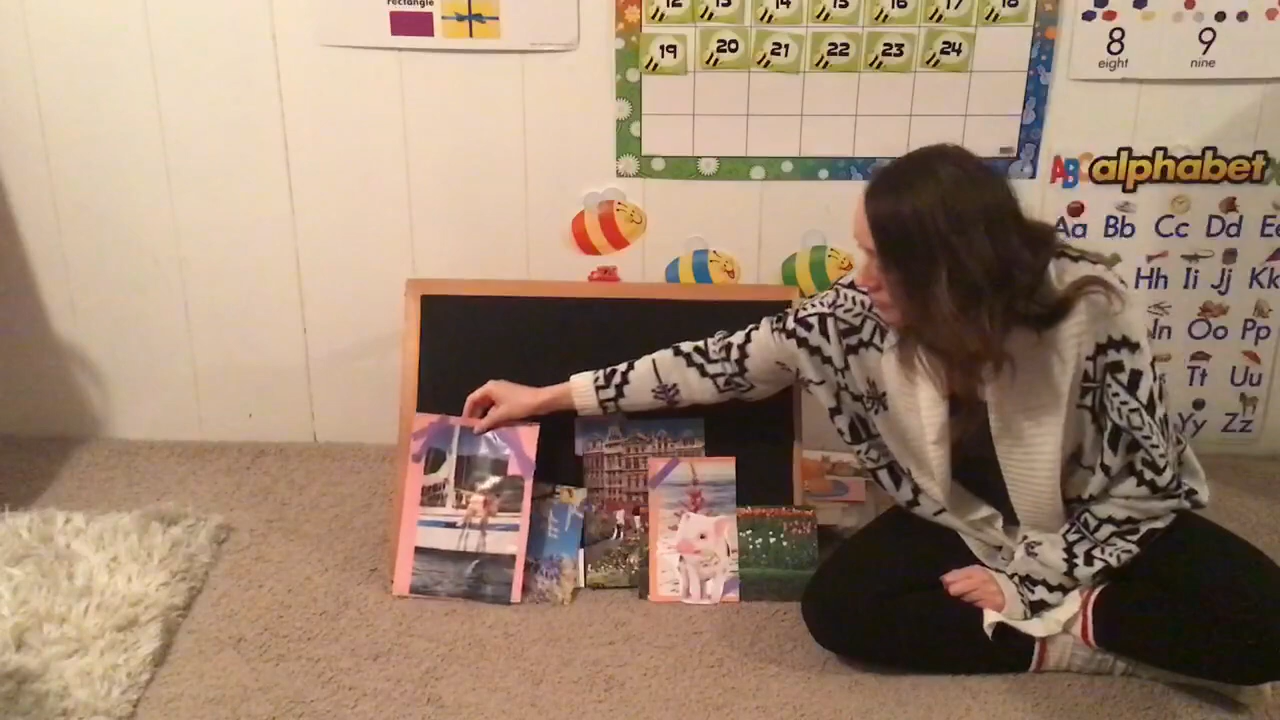 rectangle
12 13 14 15 16 17 18
19 20 21 22 23 24
8 9
eight nine
ABC alphabet
Aa Bb Cc Dd Ee
Hh Ii Jj Kk
Nn Oo Pp
Tt Uu
Yy Zz